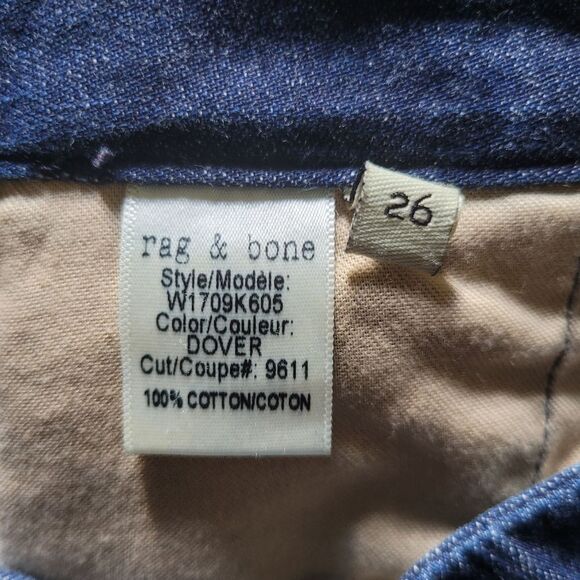 rag & bone
Style/Modèle:
W1709K605
Color/Couleur:
DOVER
Cut/Coupe#: 9611
100% COTTON/COTON
26